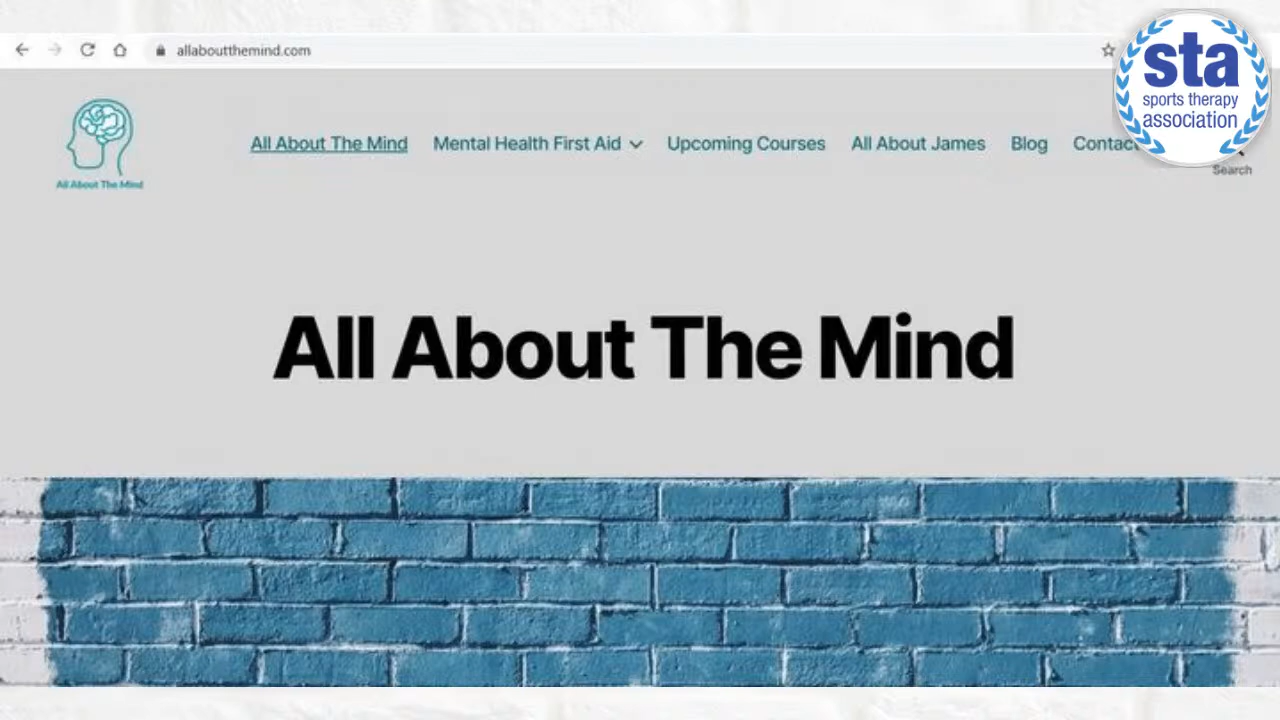 allaboutthemind.com
sta
sports therapy
association
All About The Mind
All About The Mind Mental Health First Aid Upcoming Courses All About James Blog Contac
Search
All About The Mind